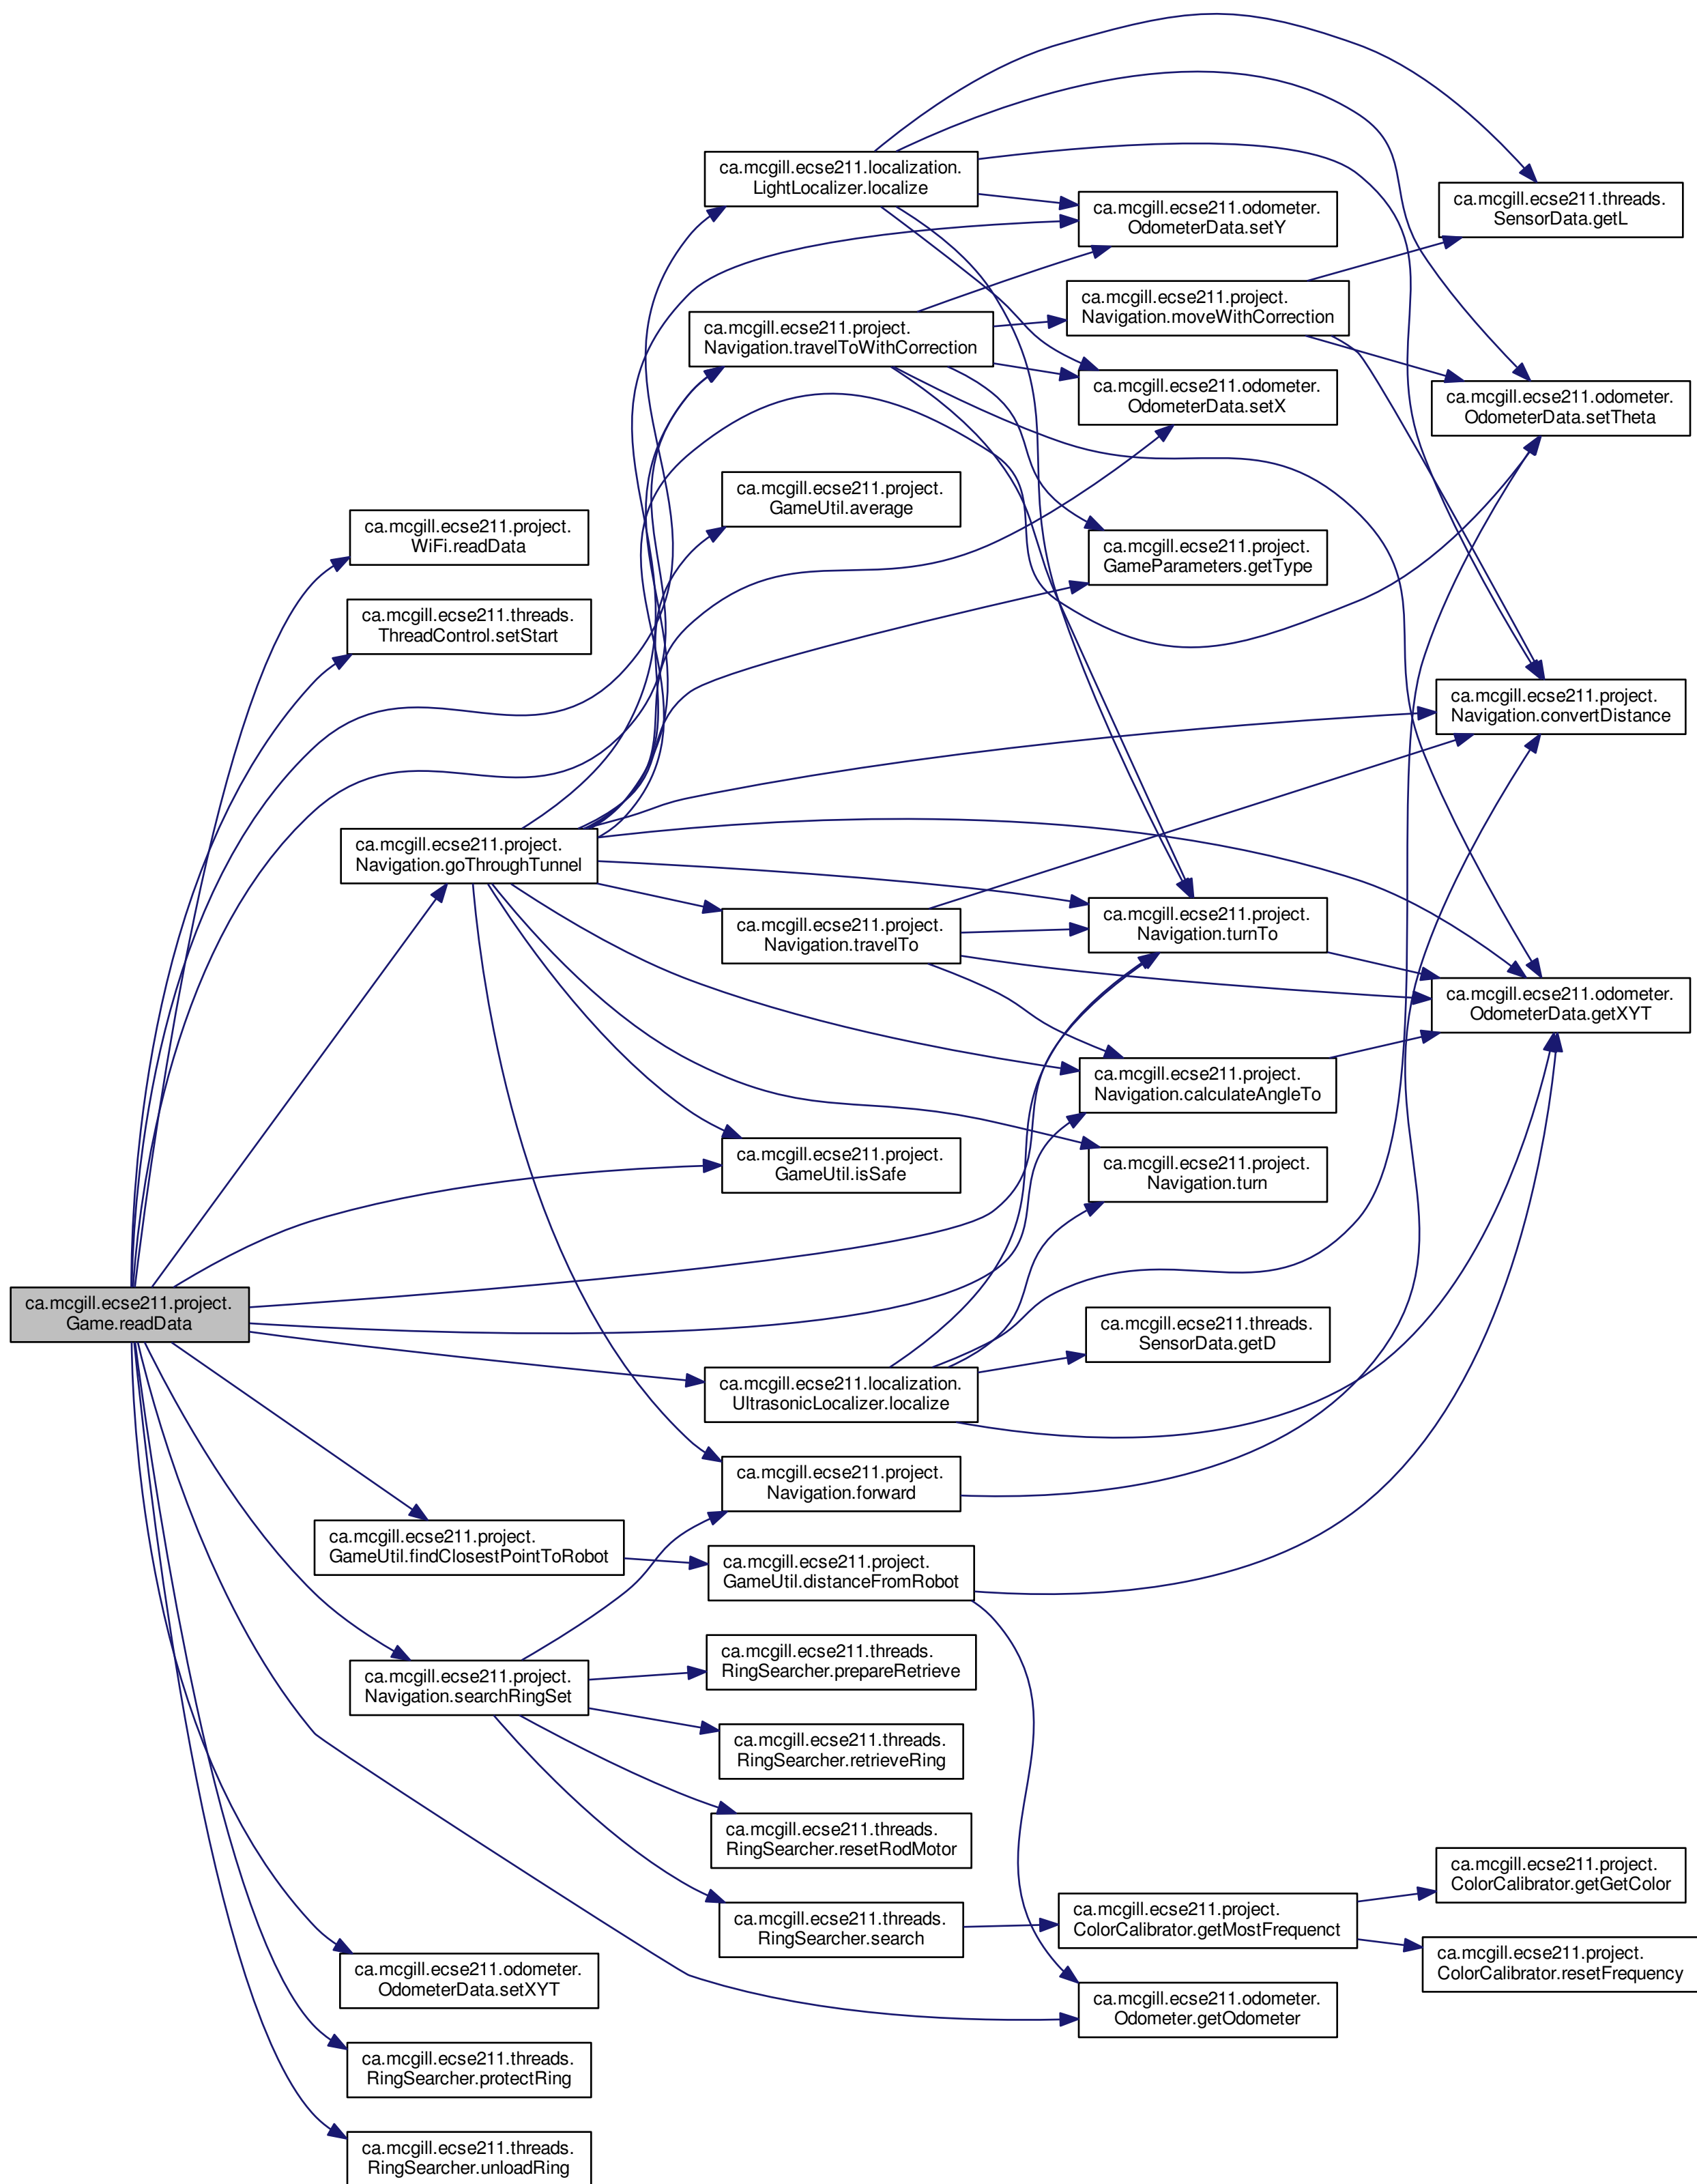 ca.mcgill.ecse211.localization.
LightLocalizer.localize
ca.mcgill.ecse211.threads.
SensorData.getL
ca.mcgill.ecse211.odometer.
OdometerData.setY
ca.mcgill.ecse211.project.
Navigation.moveWithCorrection
ca.mcgill.ecse211.project.
Navigation.travelToWithCorrection
ca.mcgill.ecse211.odometer.
OdometerData.setX
ca.mcgill.ecse211.odometer.
OdometerData.setTheta
ca.mcgill.ecse211.project.
GameUtil.average
ca.mcgill.ecse211.project.
WiFi.readData
ca.mcgill.ecse211.project.
GameParameters.getType
ca.mcgill.ecse211.threads.
ThreadControl.setStart
ca.mcgill.ecse211.project.
Navigation.convertDistance
ca.mcgill.ecse211.project.
Navigation.goThroughTunnel
ca.mcgill.ecse211.project.
Navigation.travelTo
ca.mcgill.ecse211.project.
Navigation.turnTo
ca.mcgill.ecse211.odometer.
OdometerData.getXYT
ca.mcgill.ecse211.project.
Navigation.calculateAngleTo
ca.mcgill.ecse211.project.
GameUtil.isSafe
ca.mcgill.ecse211.project.
Navigation.turn
ca.mcgill.ecse211.project.
Game.readData
ca.mcgill.ecse211.threads.
SensorData.getD
ca.mcgill.ecse211.localization.
UltrasonicLocalizer.localize
ca.mcgill.ecse211.project.
Navigation.forward
ca.mcgill.ecse211.project.
GameUtil.findClosestPointToRobot
ca.mcgill.ecse211.project.
GameUtil.distanceFromRobot
ca.mcgill.ecse211.threads.
RingSearcher.prepareRetrieve
ca.mcgill.ecse211.project.
Navigation.searchRingSet
ca.mcgill.ecse211.threads.
RingSearcher.retrieveRing
ca.mcgill.ecse211.threads.
RingSearcher.resetRodMotor
ca.mcgill.ecse211.project.
ColorCalibrator.getGetColor
ca.mcgill.ecse211.threads.
RingSearcher.search
ca.mcgill.ecse211.project.
ColorCalibrator.getMostFrequenct
ca.mcgill.ecse211.project.
ColorCalibrator.resetFrequency
ca.mcgill.ecse211.odometer.
OdometerData.setXYT
ca.mcgill.ecse211.odometer.
Odometer.getOdometer
ca.mcgill.ecse211.threads.
RingSearcher.protectRing
ca.mcgill.ecse211.threads.
RingSearcher.unloadRing